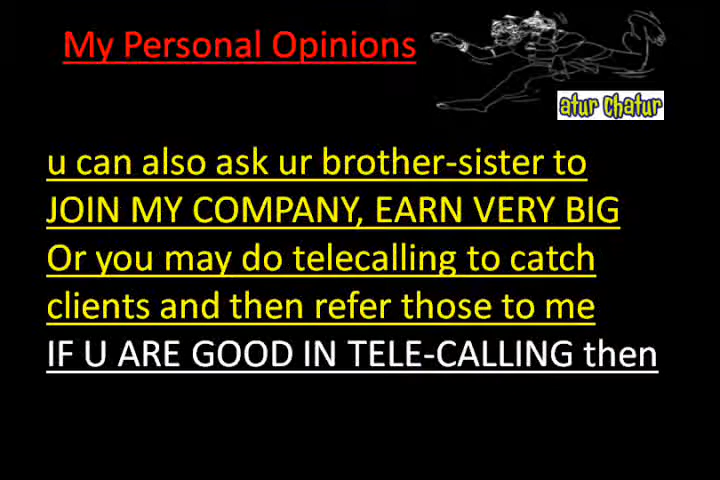 My Personal Opinions
atur chatur
u can also ask ur brother-sister to
JOIN MY COMPANY, EARN VERY BIG
Or you may do telecalling to catch
clients and then refer those to me
IF U ARE GOOD IN TELE-CALLING then